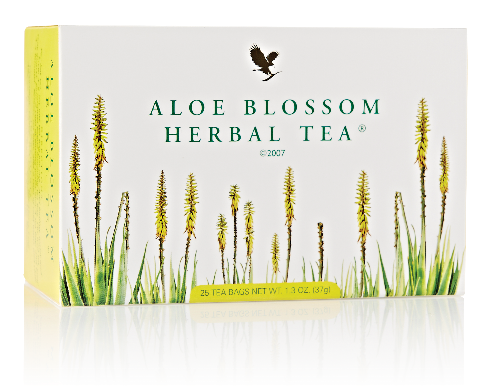 ALOE BLOSSOM
HERBAL TEA®
©2007
25 TEA BAGS NET WT. 1.3 OZ. (37g)